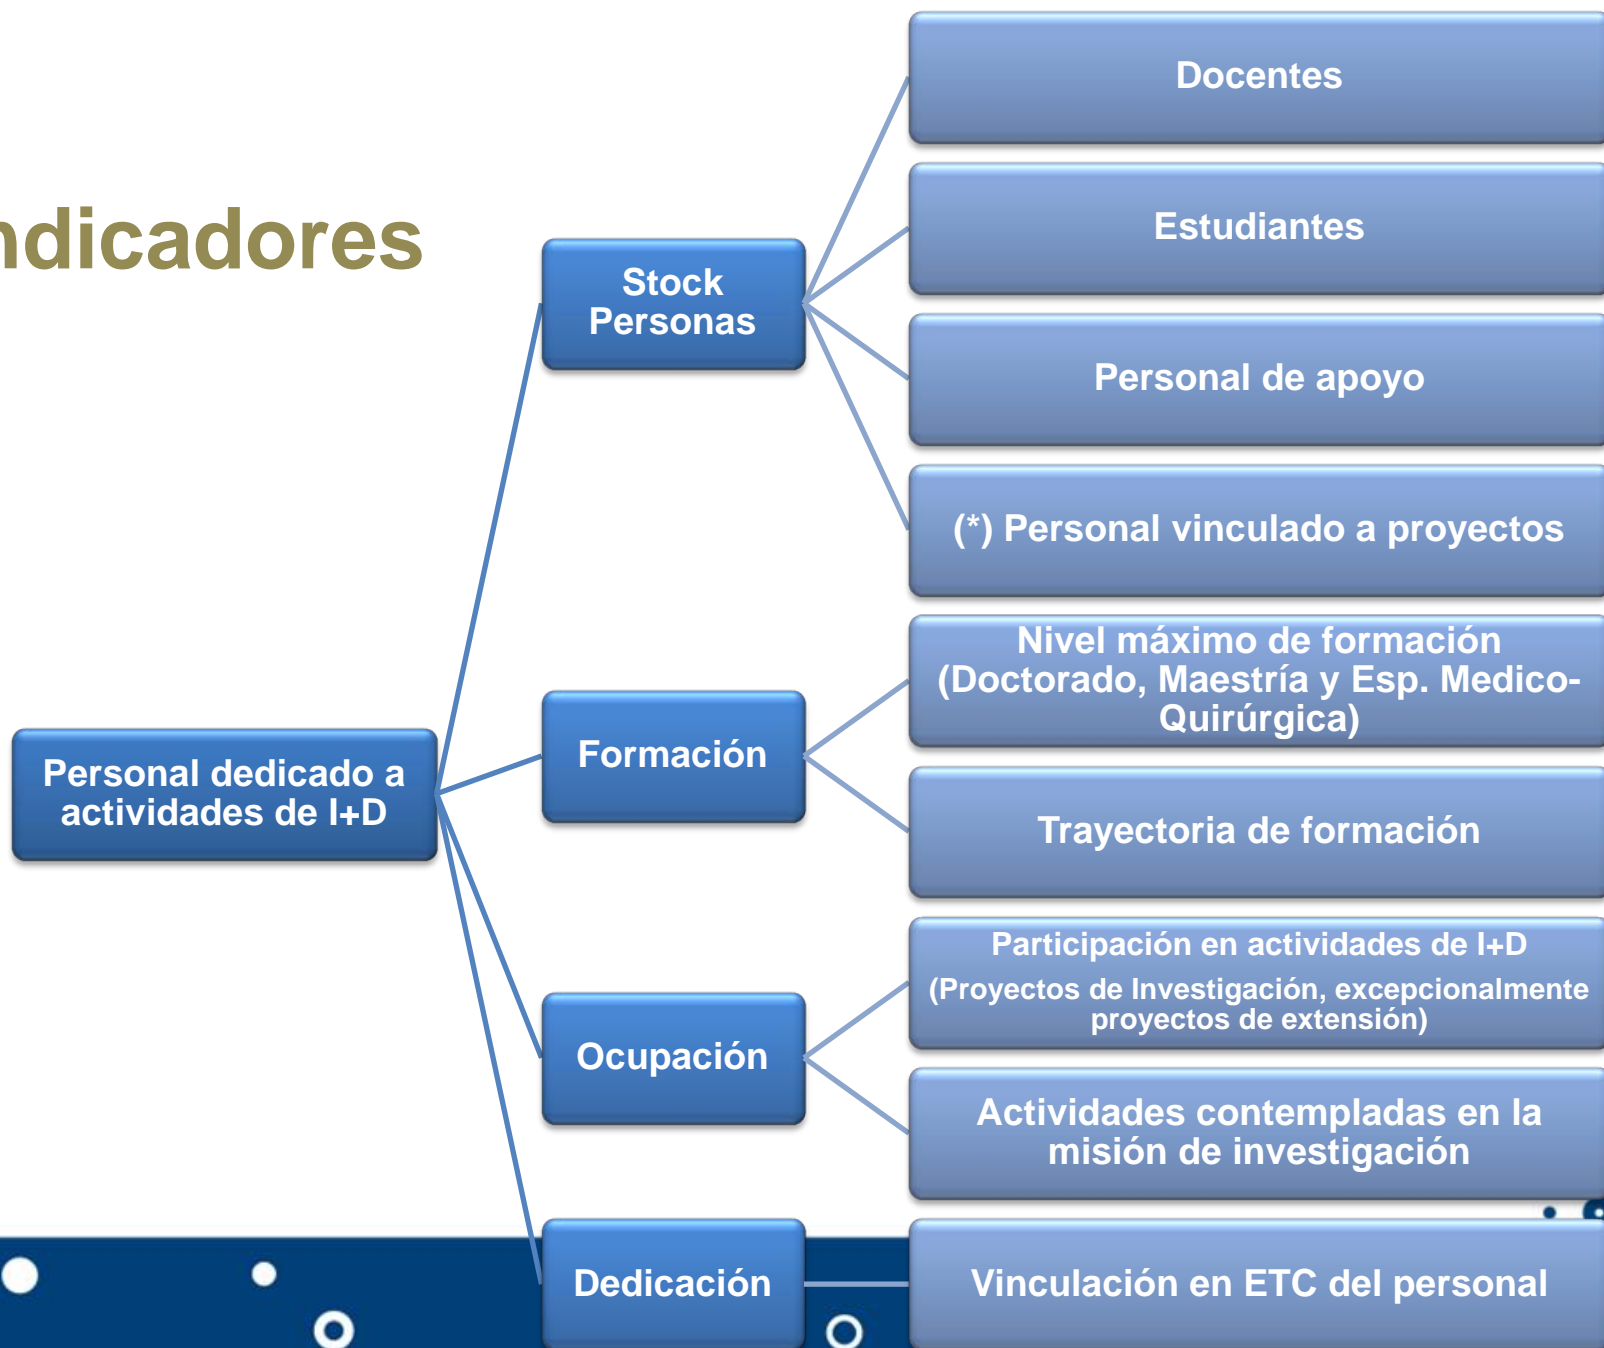 ndicadores
Personal dedicado a
actividades de I+D
Stock
Personas
Docentes
Estudiantes
Personal de apoyo
(*) Personal vinculado a proyectos
Formación
Nivel máximo de formación
(Doctorado, Maestría y Esp. Medico-
Quirúrgica)
Trayectoria de formación
Ocupación
Participación en actividades de I+D
(Proyectos de Investigación, excepcionalmente
proyectos de extensión)
Actividades contempladas en la
misión de investigación
Dedicación
Vinculación en ETC del personal